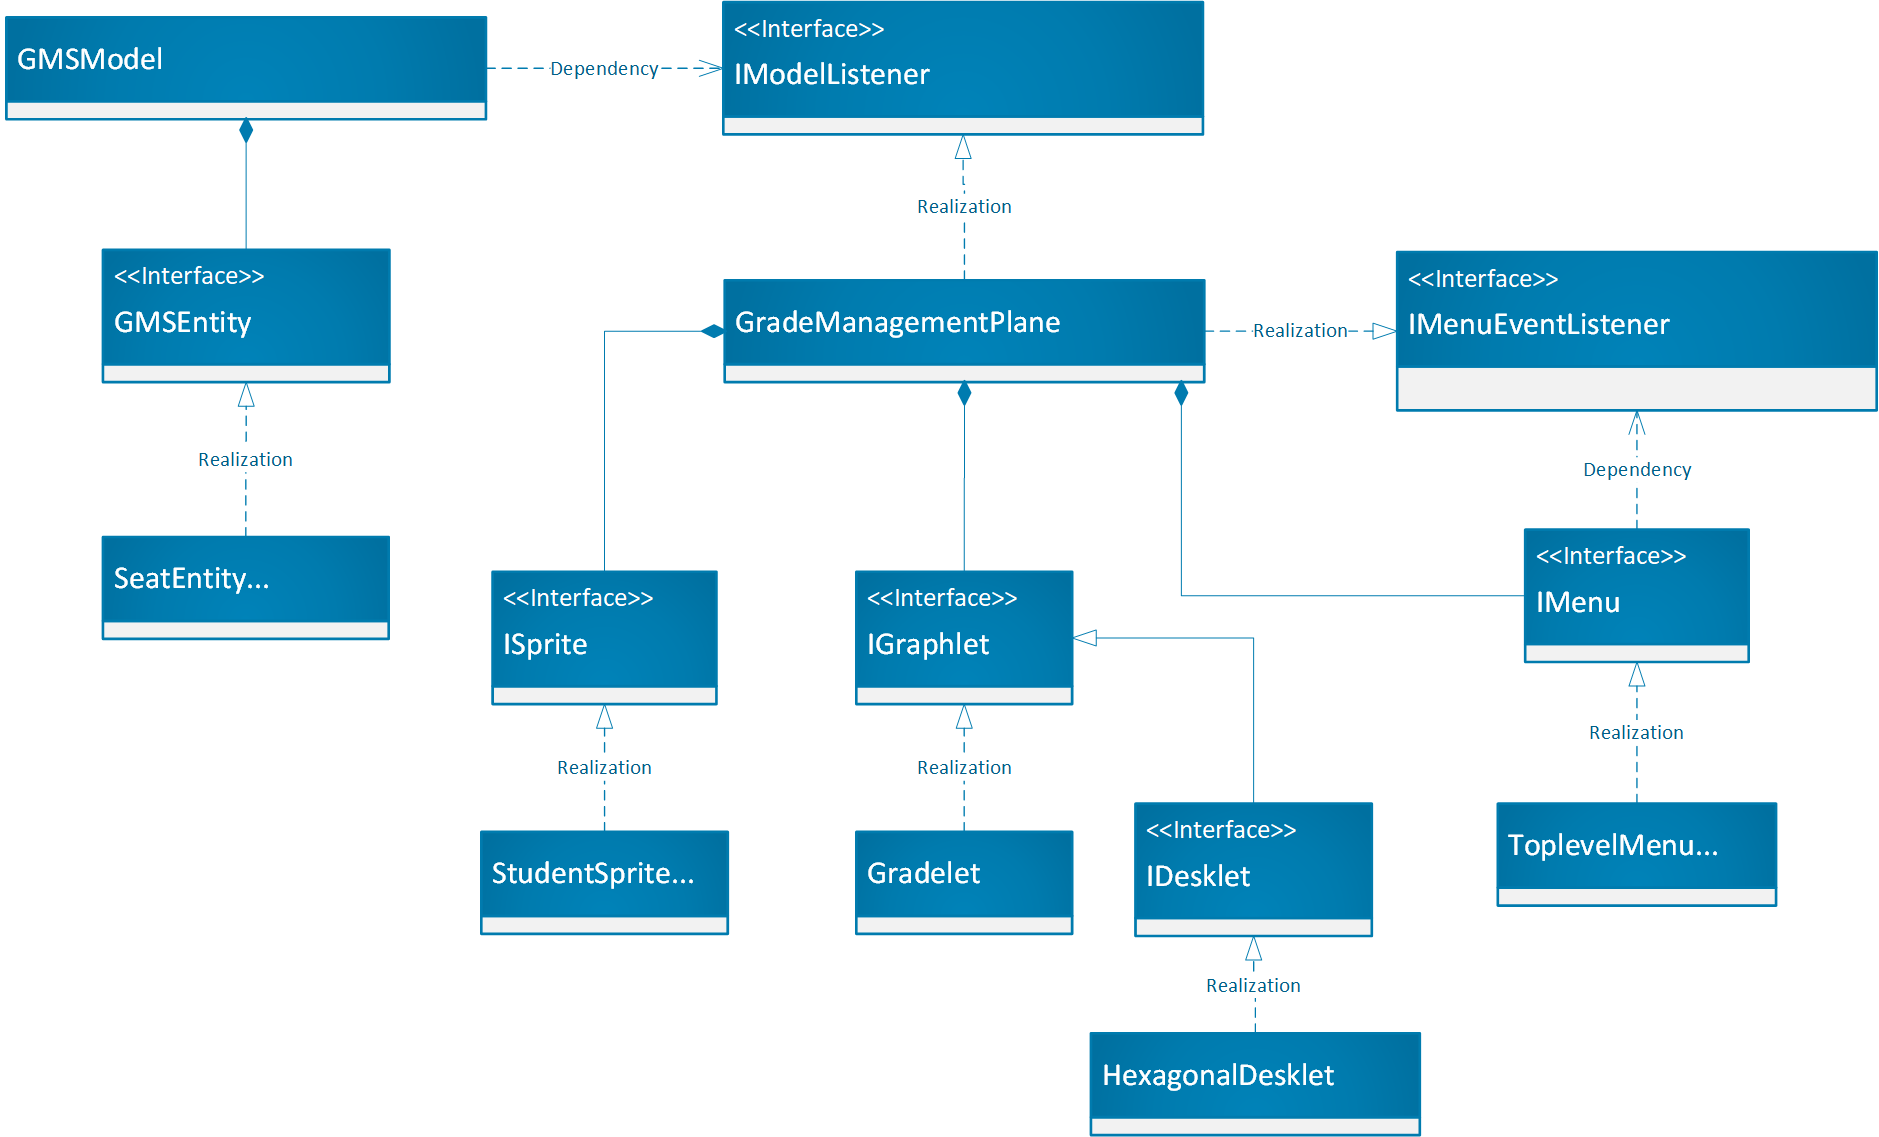 GMSModel
Dependency
<<Interface>>
IModelListener
Realization
<<Interface>>
GMSEntity
GradeManagementPlane
Realization
<<Interface>>
IMenuEventListener
Realization
Dependency
SeatEntity...
<<Interface>>
ISprite
<<Interface>>
IGraphlet
<<Interface>>
IMenu
Realization
Realization
Realization
StudentSprite...
Gradelet
<<Interface>>
IDesklet
ToplevelMenu...
Realization
HexagonalDesklet